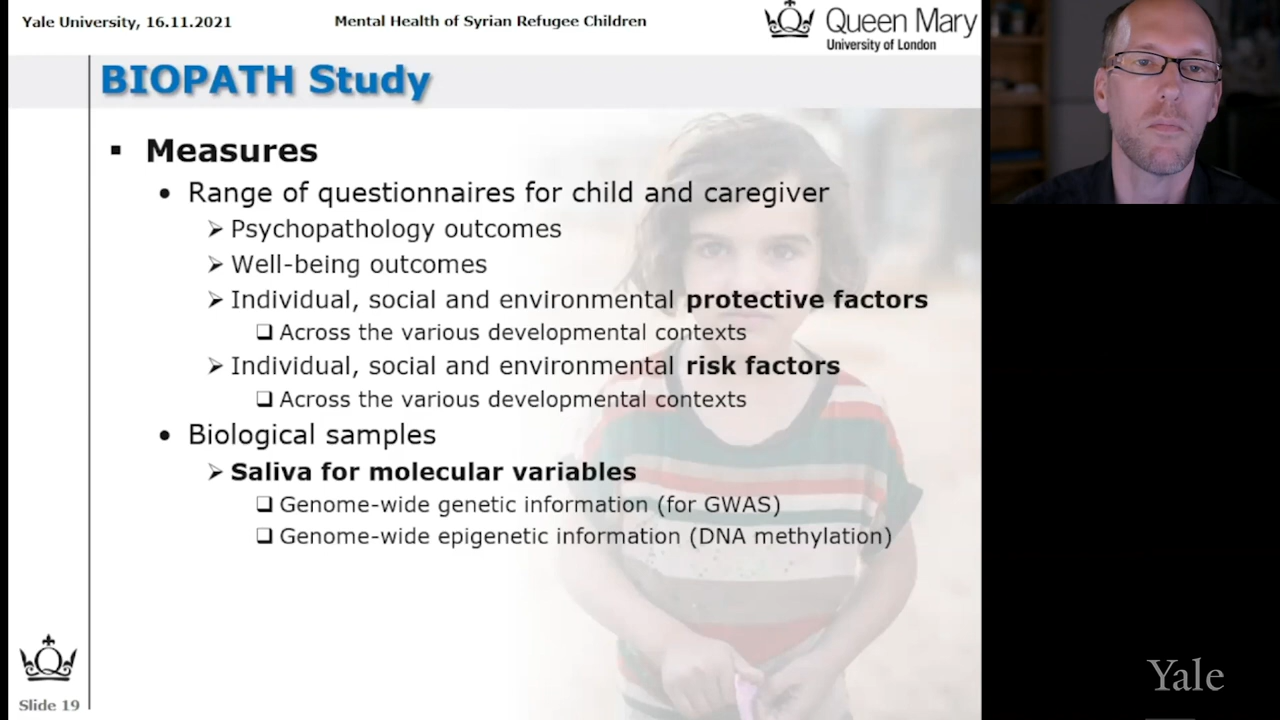 Yale University, 16.11.2021
Mental Health of Syrian Refugee Children
Queen Mary
University of London
BIOPATH Study
▪ Measures
• Range of questionnaires for child and caregiver
➢ Psychopathology outcomes
➢ Well-being outcomes
➢ Individual, social and environmental protective factors
❑ Across the various developmental contexts
➢ Individual, social and environmental risk factors
❑ Across the various developmental contexts
• Biological samples
➢ Saliva for molecular variables
❑ Genome-wide genetic information (for GWAS)
❑ Genome-wide epigenetic information (DNA methylation)
Slide 19
Yale